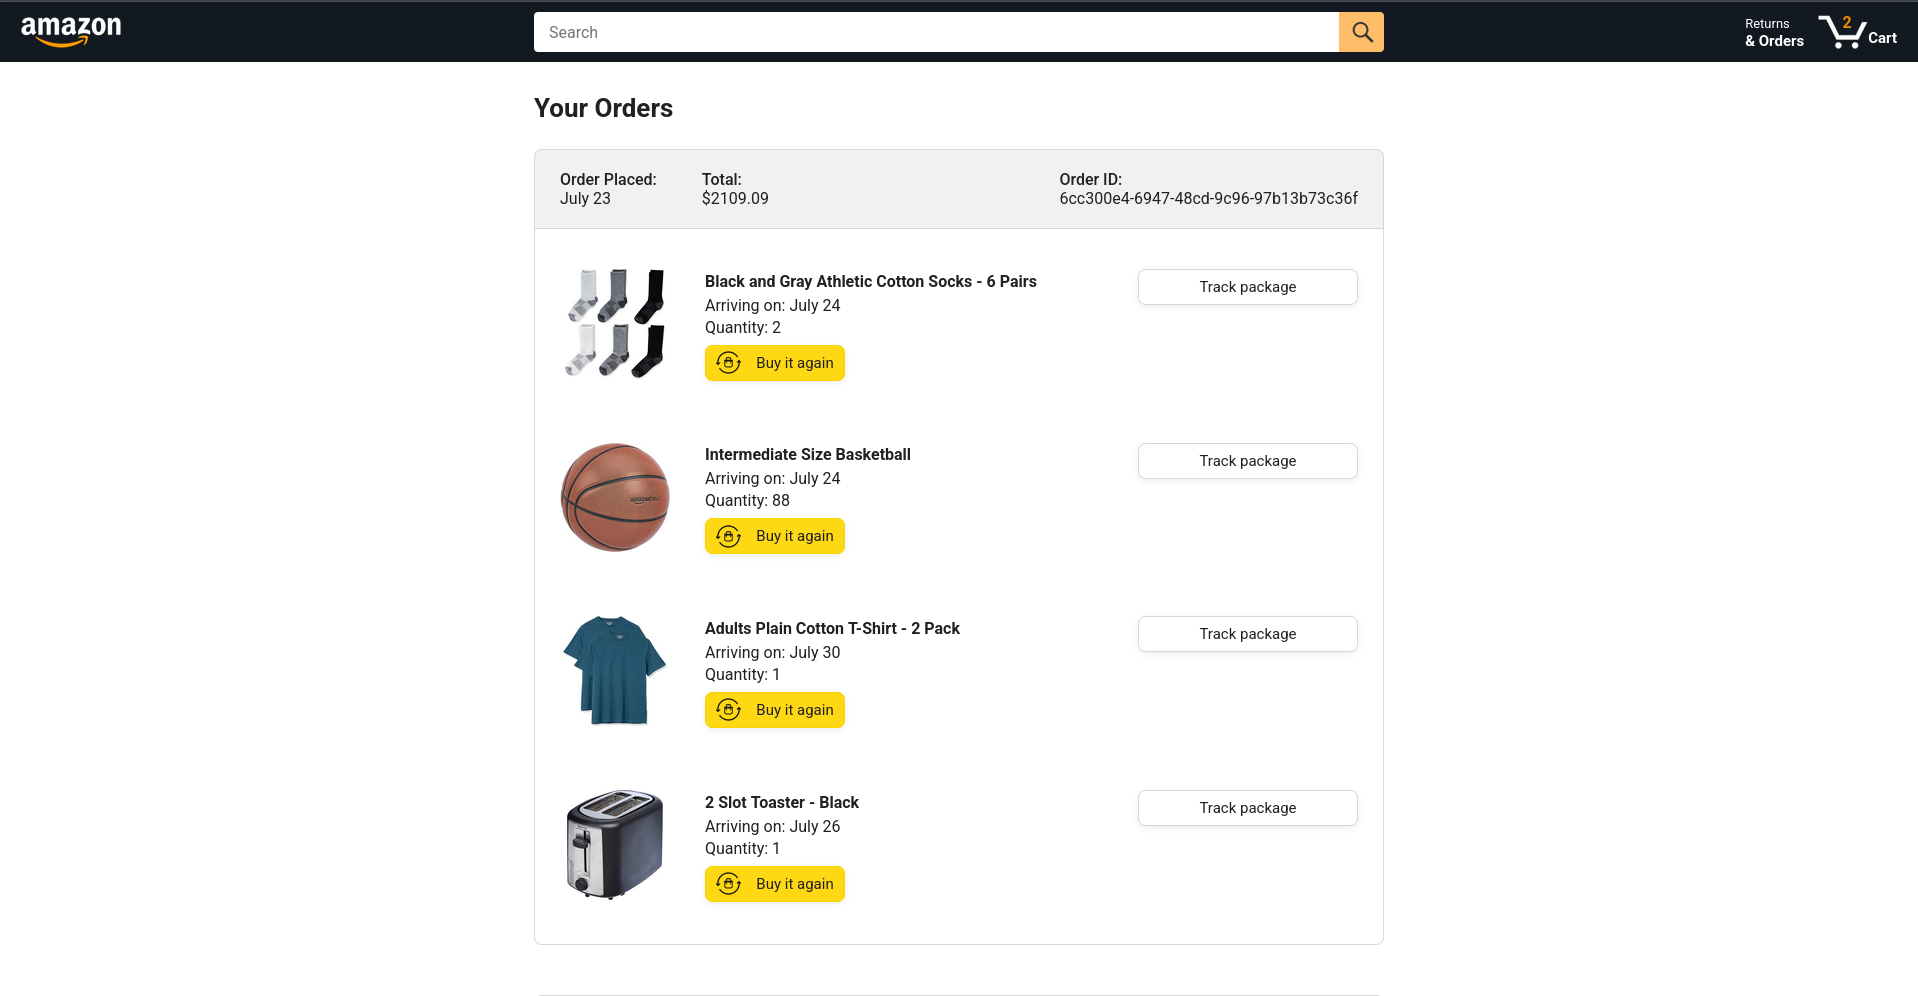 amazon
Search
Returns
& Orders
2
Cart
Your Orders
Order Placed:
July 23
Total:
$2109.09
Order ID:
6cc300e4-6947-48cd-9c96-97b13b73c36f
Black and Gray Athletic Cotton Socks - 6 Pairs
Arriving on: July 24
Quantity: 2
Buy it again
Track package
Intermediate Size Basketball
Arriving on: July 24
Quantity: 88
Buy it again
Track package
Adults Plain Cotton T-Shirt - 2 Pack
Arriving on: July 30
Quantity: 1
Buy it again
Track package
2 Slot Toaster - Black
Arriving on: July 26
Quantity: 1
Buy it again
Track package